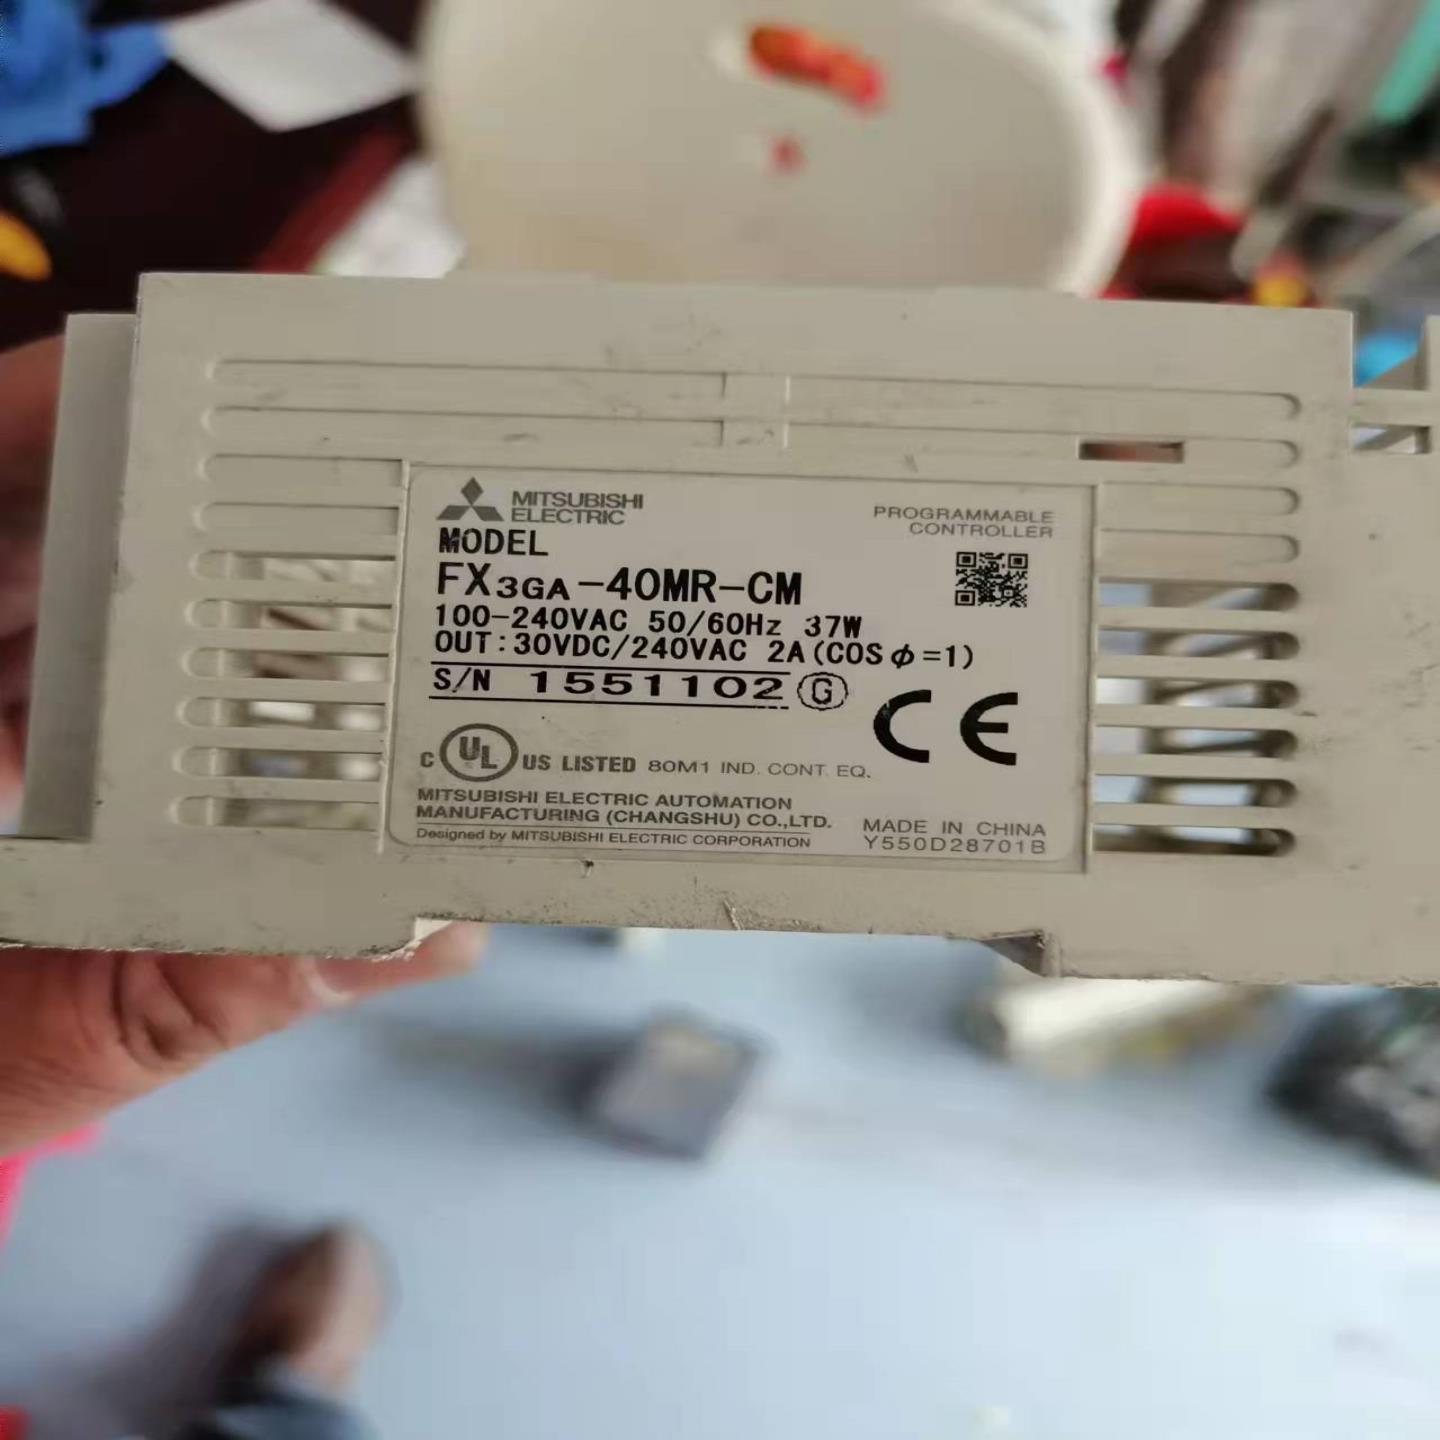 MITSUBISHI
ELECTRIC
PROGRAMMABLE
CONTROLLER
MODEL
FX3GA-40MR-CM
100-240VAC 50/60Hz 37W
OUT:30VDC/240VAC 2A(COSφ=1)
S/N 1551102 G
CE
C UL US LISTED 80M1 IND. CONT. EQ.
MITSUBISHI ELECTRIC AUTOMATION
MANUFACTURING (CHANGSHU) CO.,LTD.
Designed by MITSUBISHI ELECTRIC CORPORATION
MADE IN CHINA
Y550D28701B